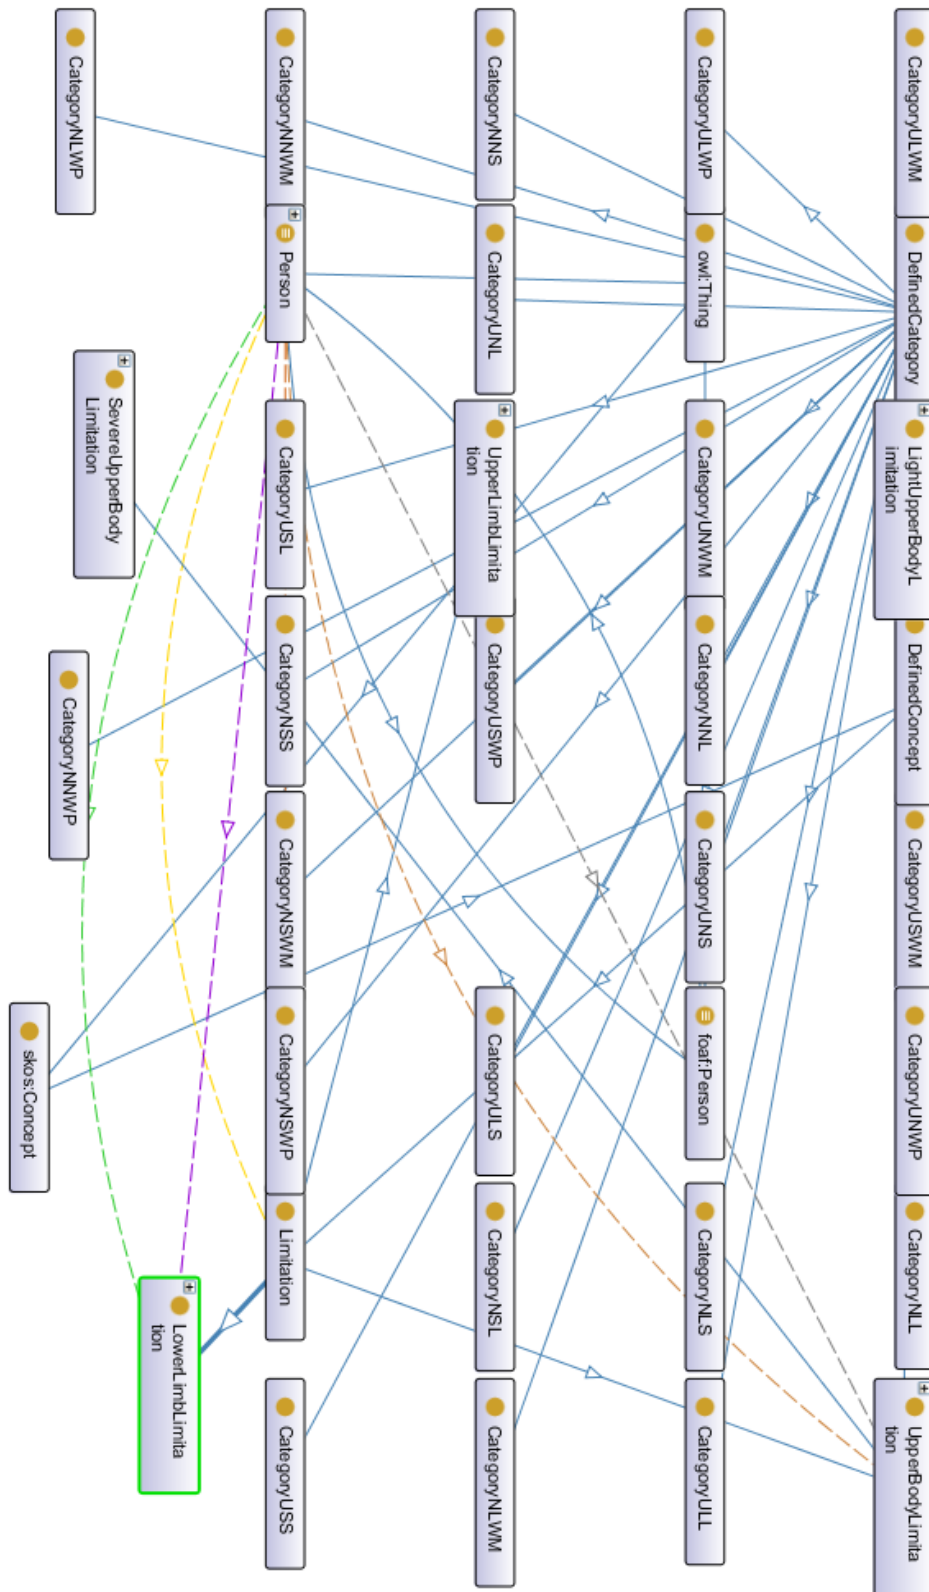 CategoryULWM
DefinedCategory
LightUpperBodyL
imitation
DefinedConcept
CategoryUSWM
CategoryUNWP
CategoryNLL
UpperBodyLimita
tion
CategoryULWP
owl:Thing
CategoryUNWM
CategoryNNL
CategoryUNS
foaf:Person
CategoryNLS
CategoryULL
CategoryNNS
CategoryUNL
UpperLimbLimita
tion
CategoryUSWP
CategoryULS
CategoryNSL
CategoryNLWM
CategoryNNWM
Person
CategoryUSL
CategoryNSS
CategoryNSWM
CategoryNSWP
Limitation
CategoryUSS
CategoryNLWP
SevereUpperBody
Limitation
CategoryNNWP
skos:Concept
LowerLimbLimita
tion